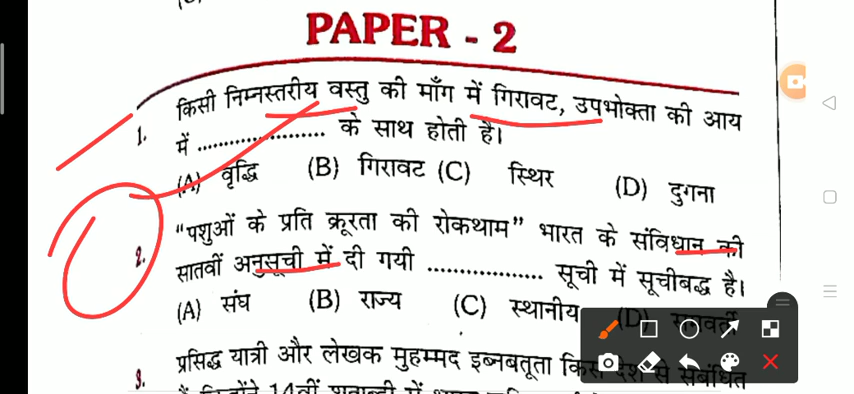 PAPER - 2
1. किसी निम्नस्तरीय वस्तु की माँग में गिरावट, उपभोक्ता की आय
में ..................... के साथ होती है।
(A) वृद्धि (B) गिरावट (C) स्थिर (D) दुगना
2. "पशुओं के प्रति क्रूरता की रोकथाम" भारत के संविधान की
सातवीं अनुसूची में दी गयी .................. सूची में सूचीबद्ध है।
(A) संघ (B) राज्य (C) स्थानीय (D) समवर्ती
3. प्रसिद्ध यात्री और लेखक मुहम्मद इब्नबतूता किस देश से संबंधित